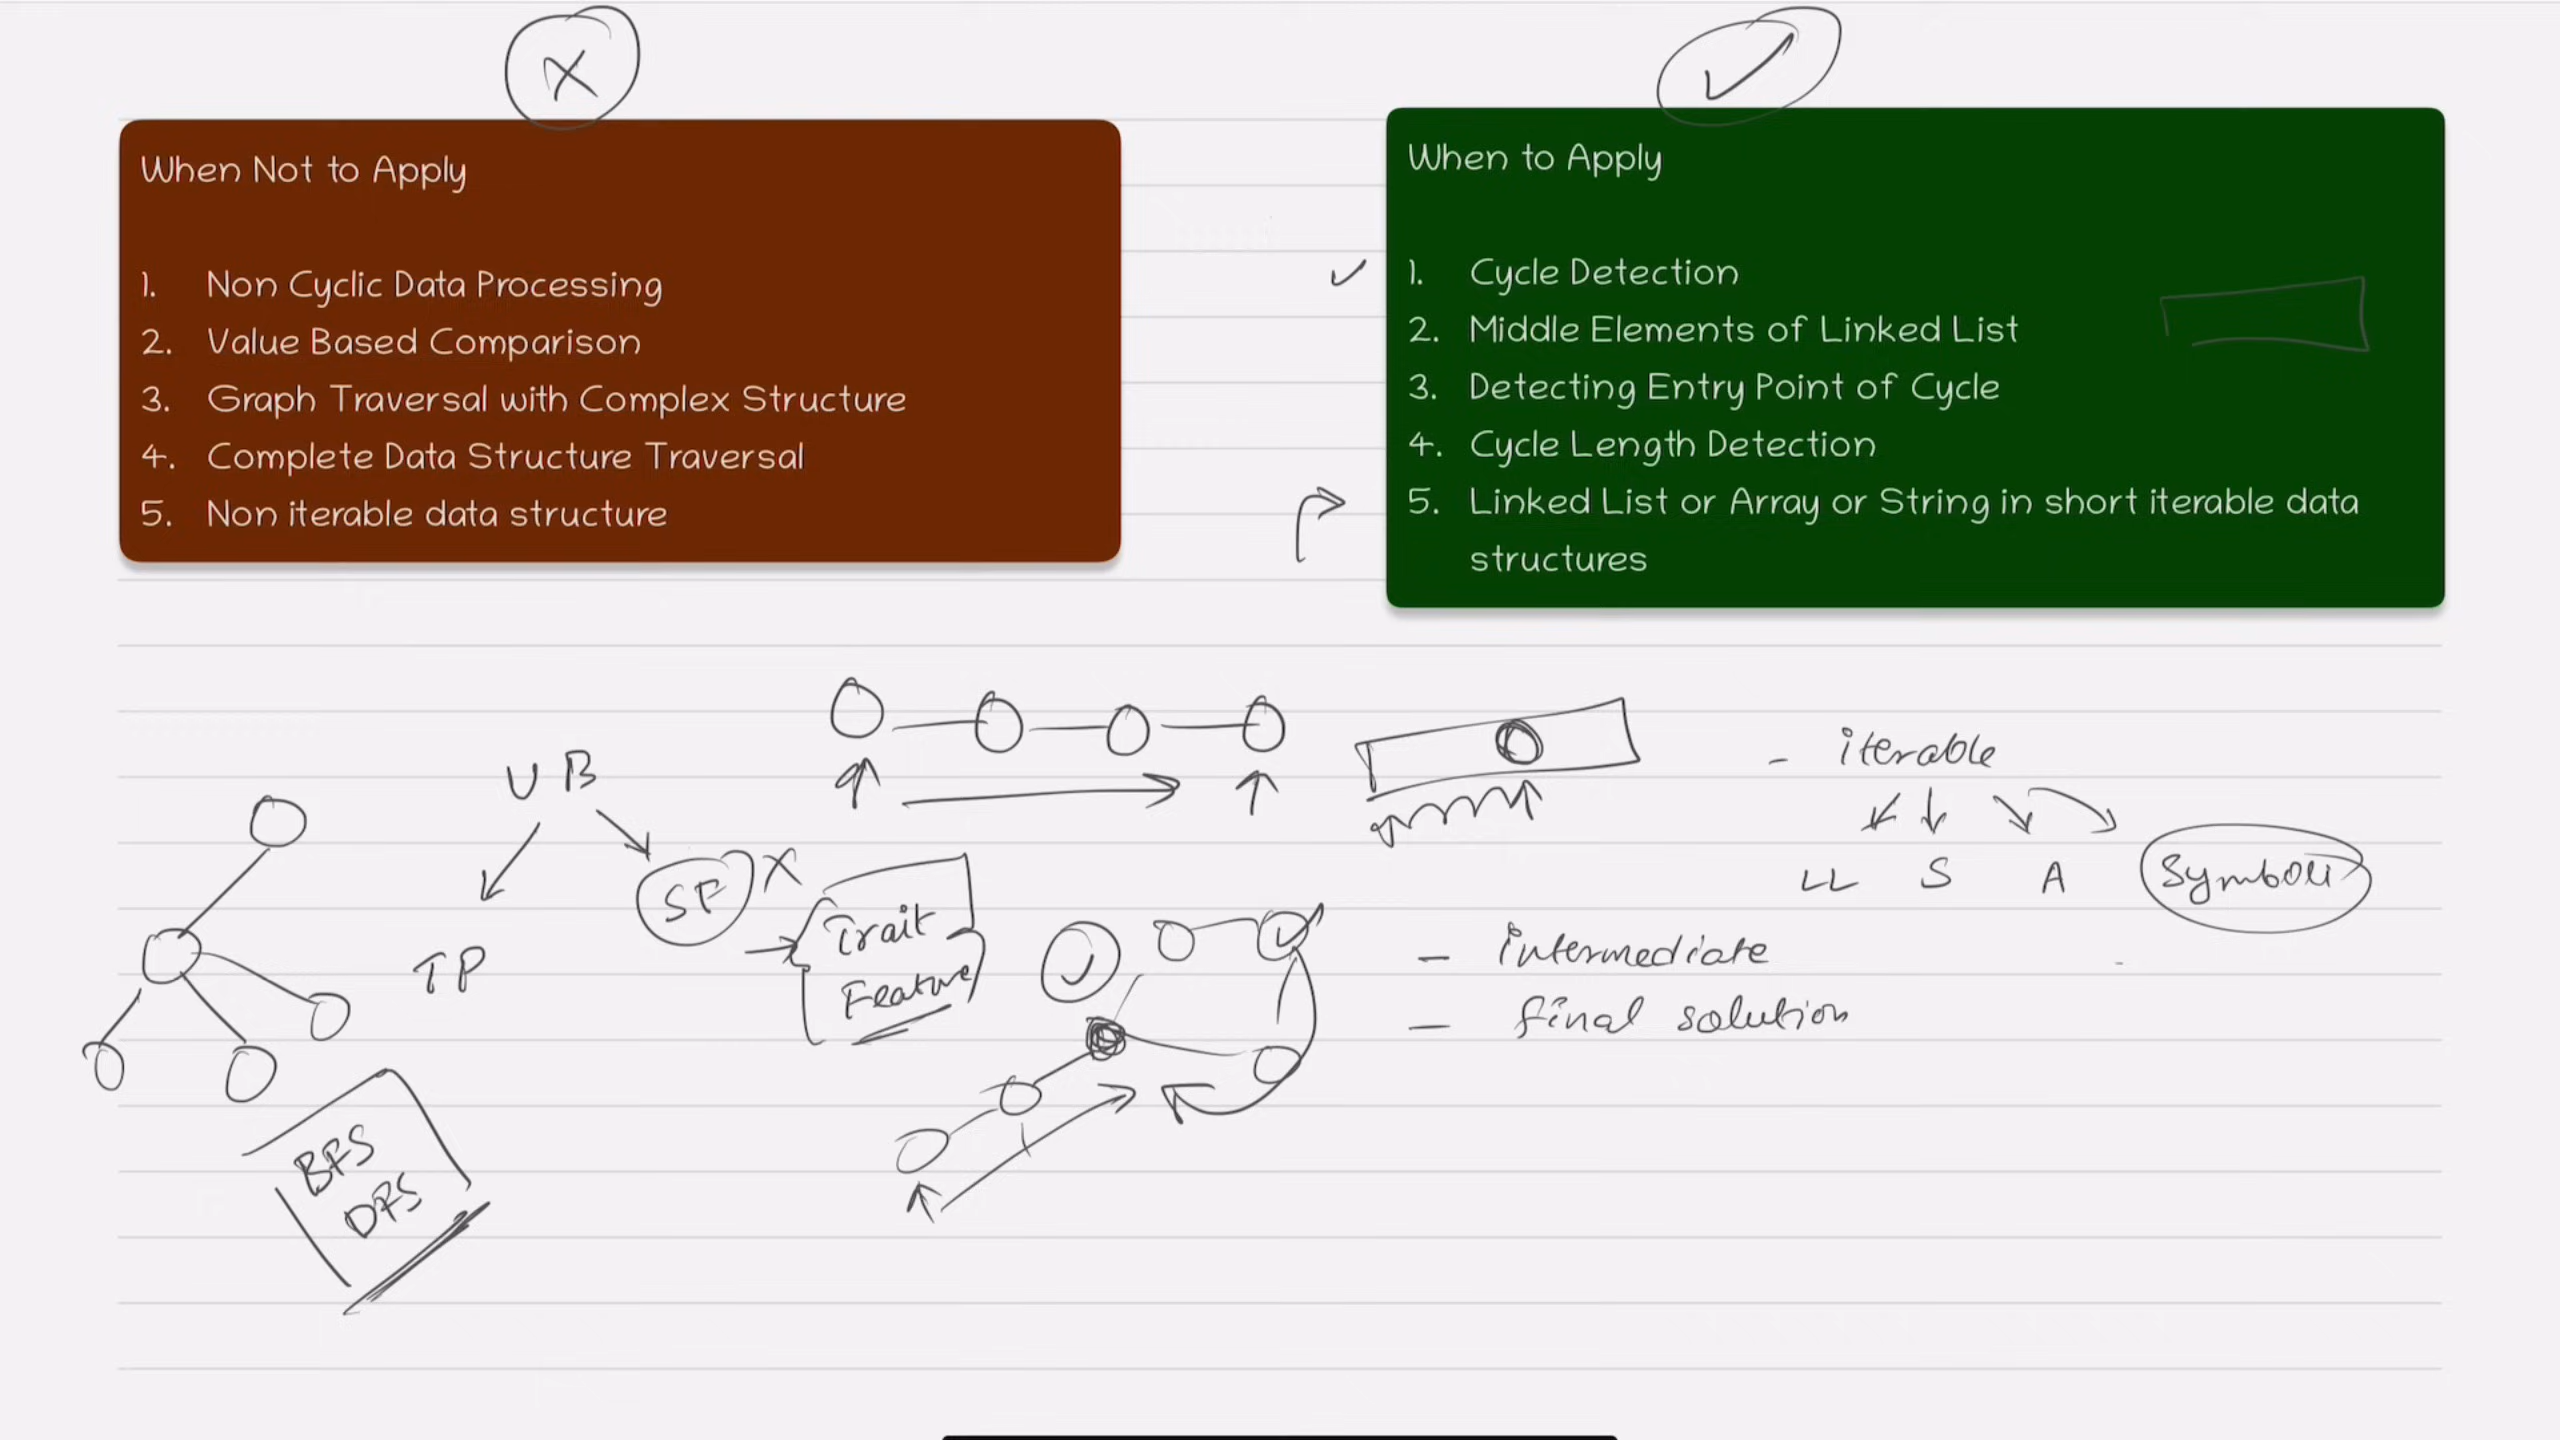 When Not to Apply
1. Non Cyclic Data Processing
2. Value Based Comparison
3. Graph Traversal with Complex Structure
4. Complete Data Structure Traversal
5. Non iterable data structure
When to Apply
1. Cycle Detection
2. Middle Elements of Linked List
3. Detecting Entry Point of Cycle
4. Cycle Length Detection
5. Linked List or Array or String in short iterable data
structures
- iterable
LL S A
- intermediate
- final solution
TP
SF X
Trait
Feature
BFS
DFS